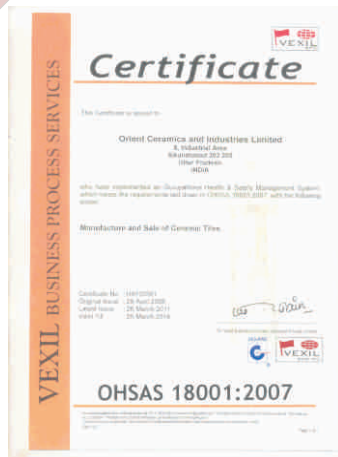 VEXIL
Certificate
VEXIL BUSINESS PROCESS SERVICES
This Certificate is issued to
Orient Ceramics and Industries Limited
8, Industrial Area
Sikandrabad 203 205
Uttar Pradesh
INDIA
who have implemented an Occupational Health & Safety Management System
which meets the requirements laid down in OHSAS 18001:2007 with the following
scope:
Manufacture and Sale of Ceramic Tiles.
Certificate No :
Original Issue :
Latest Issue : 26 March 2011
Valid Till : 25 March 2014
VEXIL
OHSAS 18001:2007